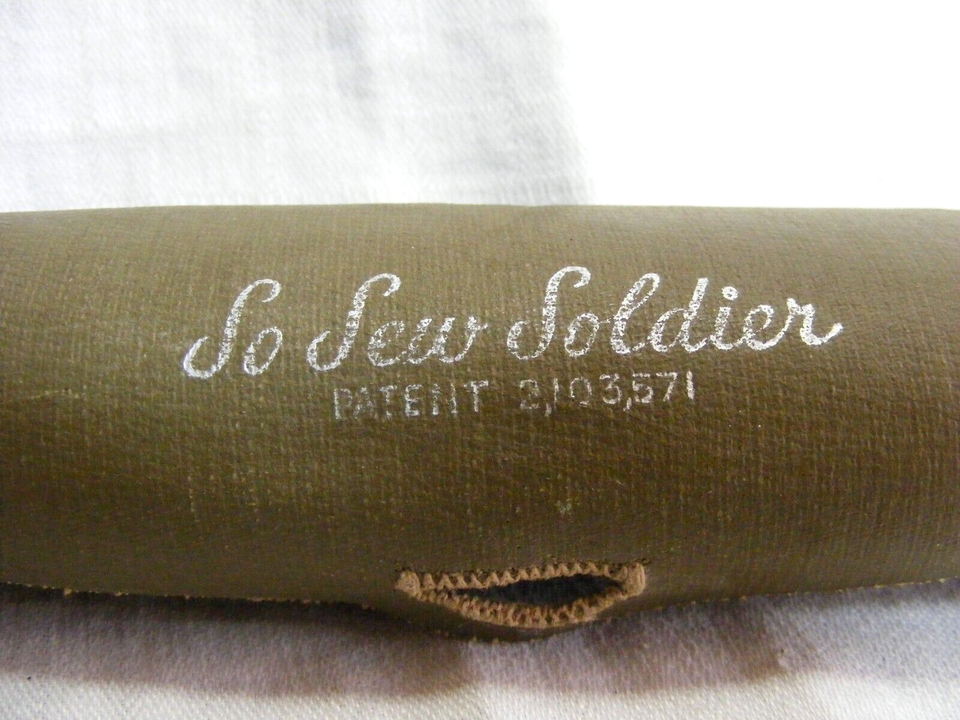 So Sew Soldier
PATENT 2,103,571